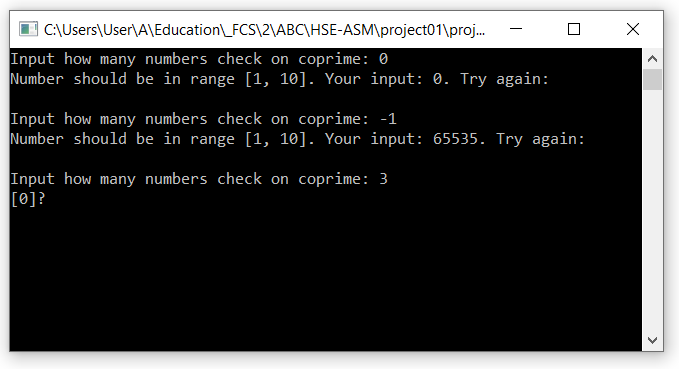 C:\Users\User\A\Education\_FCS\2\ABC\HSE-ASM\project01\proj...
Input how many numbers check on coprime: 0
Number should be in range [1, 10]. Your input: 0. Try again:
Input how many numbers check on coprime: -1
Number should be in range [1, 10]. Your input: 65535. Try again:
Input how many numbers check on coprime: 3
[0]?